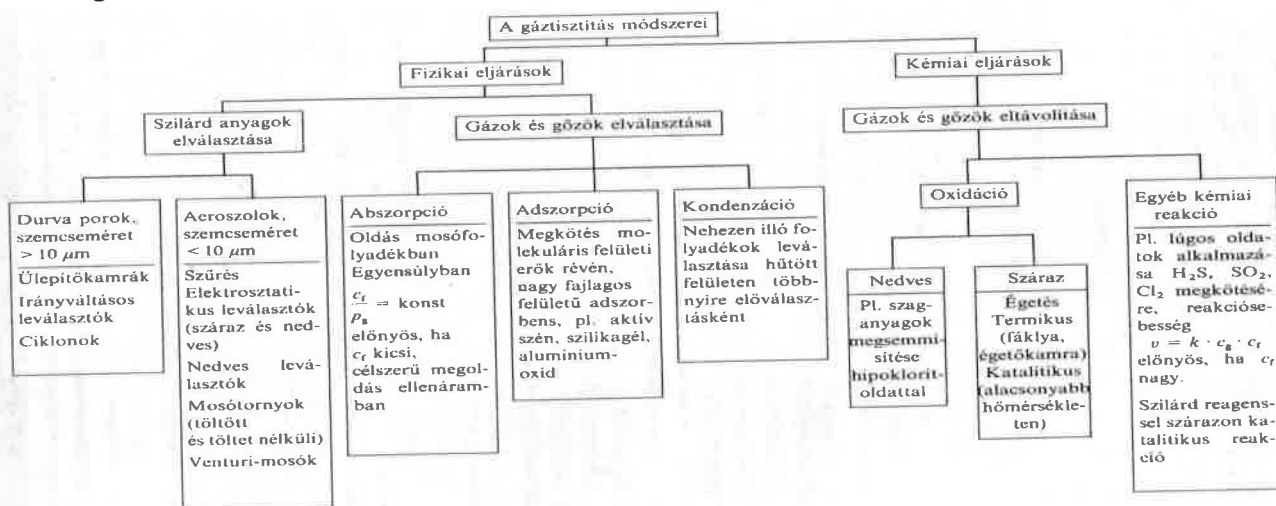 A gáztisztítás módszerei
Fizikai eljárások
Kémiai eljárások
Szilárd anyagok
elválasztása
Gázok és gőzök elválasztása
Gázok és gőzök eltávolítása
Durva porok,
szemcseméret
> 10 μm
Ülepítőkamrák
Irányváltásos
leválasztók
Ciklonok
Aeroszolok,
szemcseméret
< 10 μm
Szűrés
Elektrosztati-
kus leválasztók
(száraz és ned-
ves)
Nedves levá-
lasztók
Mosótornyok
(töltött
és töltet nélküli)
Venturi-mosók
Abszorpció
Oldás mosófo-
lyadékban
Egyensúlyban
c_f / p_g = konst
előnyös, ha
c_f kicsi,
célszerű megol-
dás ellenáram-
ban
Adszorpció
Megkötés mo-
lekuláris felületi
erők révén,
nagy fajlagos
felületű adszor-
bens, pl. aktív
szén, szilikagél,
alumínium-
oxid
Kondenzáció
Nehezen illó fo-
lyadékok levá-
lasztása hűtött
felületen több-
nyire előválasz-
tásként
Oxidáció
Nedves
Pl. szag-
anyagok
megsemmi-
sítése
hipoklorit-
oldattal
Száraz
Égetés
Termikus
(fáklya,
égetőkamra)
Katalitikus
(alacsonyabb
hőmérsékle-
ten)
Egyéb kémiai
reakció
Pl. lúgos olda-
tok alkalmazá-
sa H₂S, SO₂,
Cl₂ megkötésé-
re, reakcióse-
besség
v = k · c_g · c_f
előnyös, ha c_f
nagy.
Szilárd reagens-
sel szárazon ka-
talitikus reak-
ció